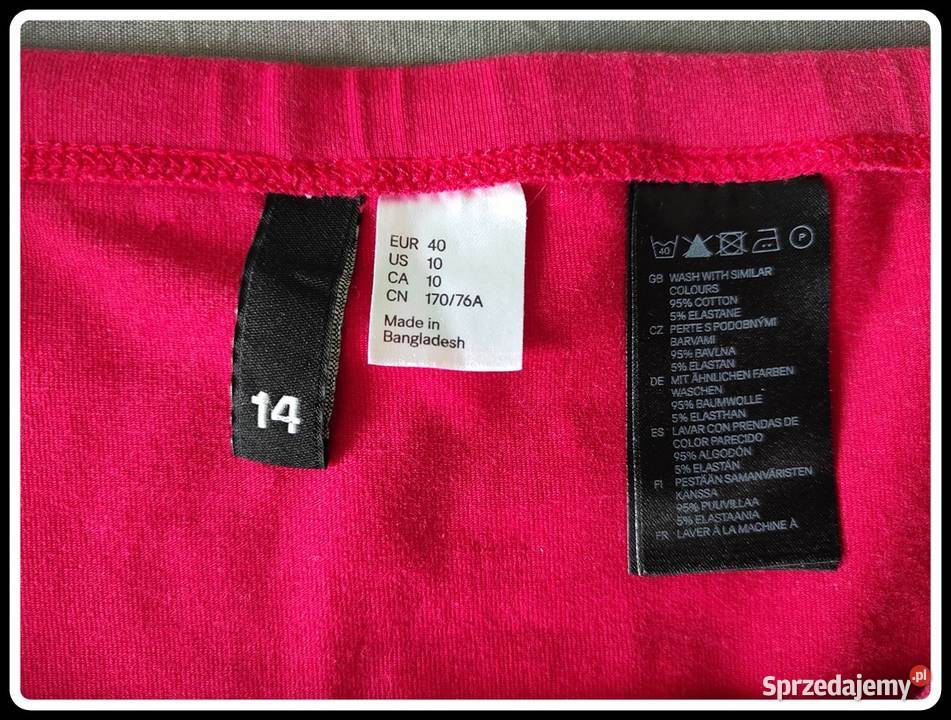 14
EUR 40
US 10
CA 10
CN 170/76A
Made in
Bangladesh
40
P
GB WASH WITH SIMILAR
COLOURS
95% COTTON
5% ELASTANE
CZ PERTE S PODOBNÝMI
BARVAMI
95% BAVLNA
5% ELASTAN
DE MIT ÄHNLICHEN FARBEN
WASCHEN
95% BAUMWOLLE
5% ELASTHAN
ES LAVAR CON PRENDAS DE
COLOR PARECIDO
95% ALGODÓN
5% ELASTÁN
FI PESTÄÄN SAMANVÄRISTEN
KANSSA
95% PUUVILLAA
5% ELASTAANIA
FR LAVER À LA MACHINE À
Sprzedajemy.pl